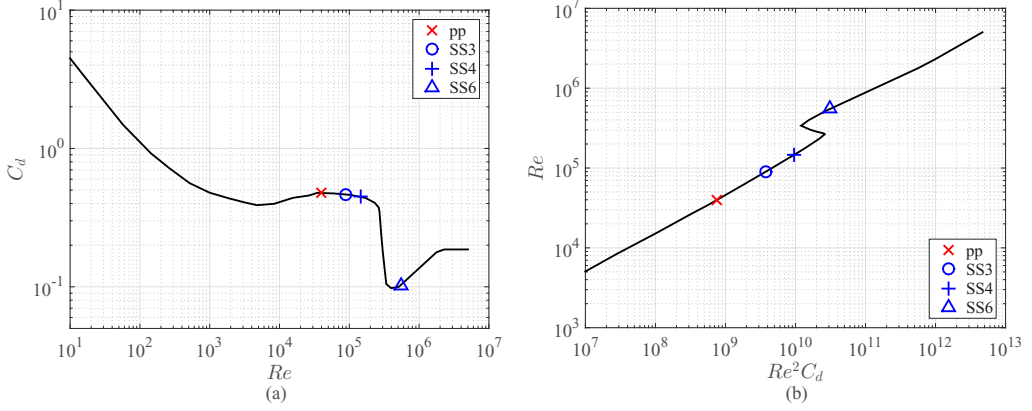 10^1
10^0
10^-1
C_d
10^1 10^2 10^3 10^4 10^5 10^6 10^7
Re
(a)
pp
SS3
SS4
SS6
10^7
10^6
10^5
10^4
10^3
Re
10^7 10^8 10^9 10^10 10^11 10^12 10^13
Re^2C_d
(b)
pp
SS3
SS4
SS6